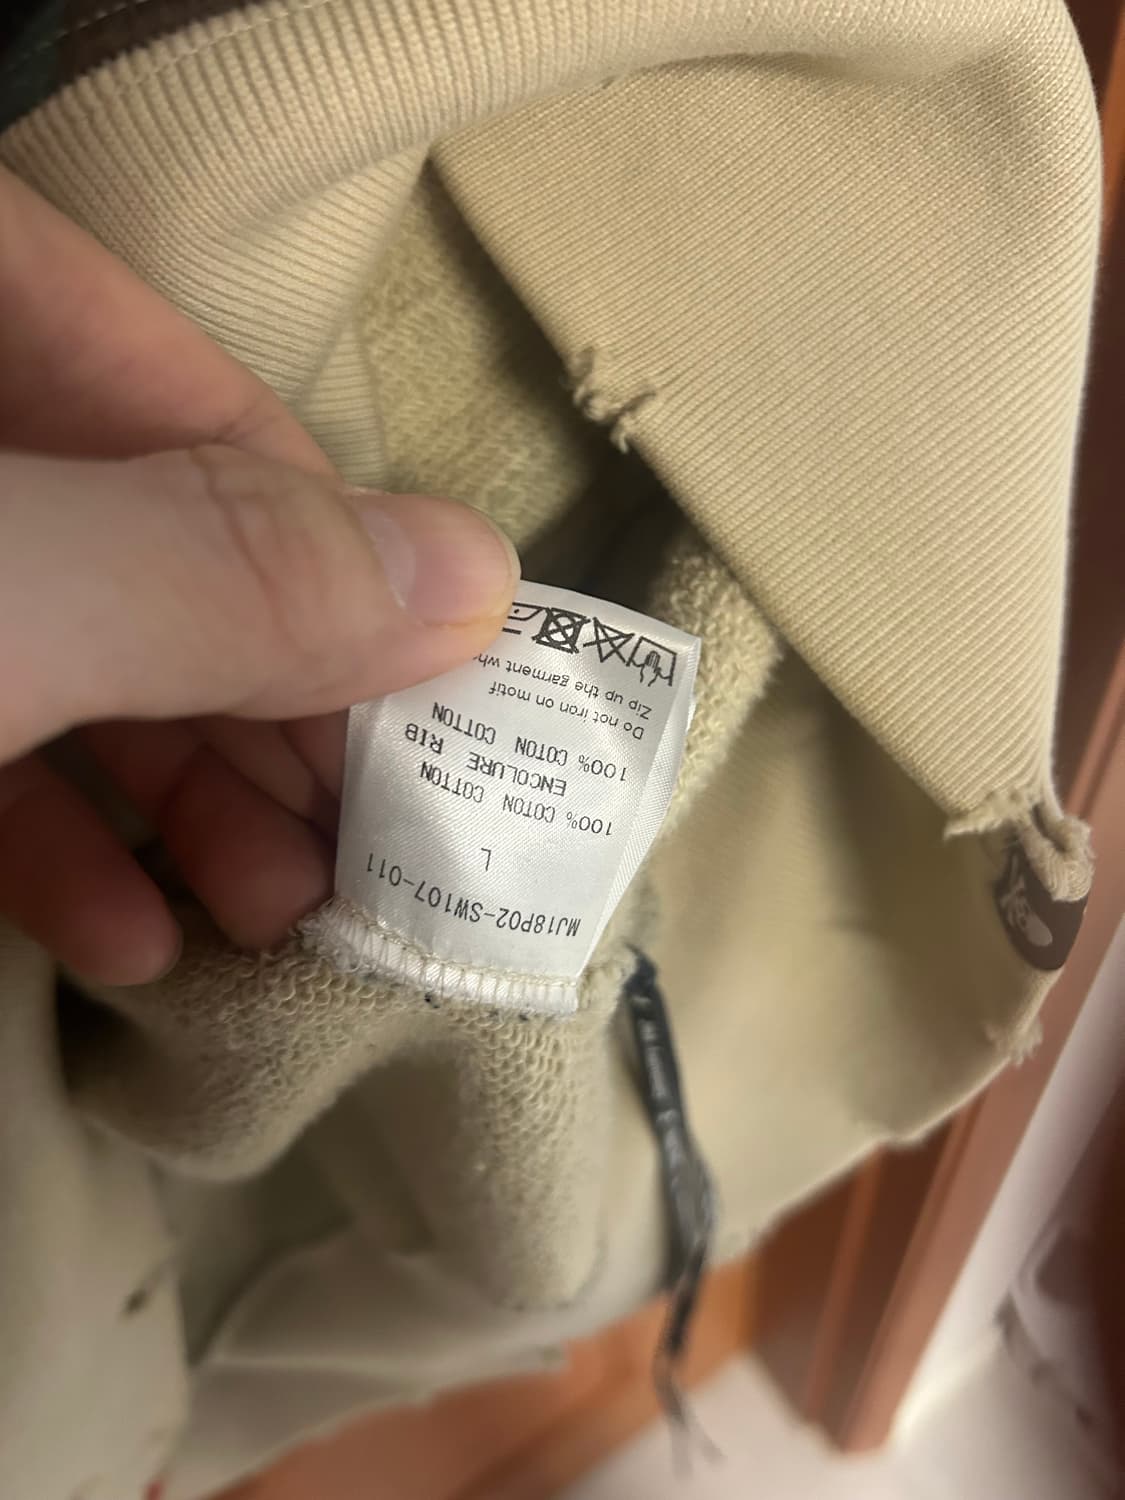 MJ18P02-SW107-011
L
100% COTON COTTON
ENCOLURE RIB
100% COTON COTTON
Do not iron on motif
Zip up the garment